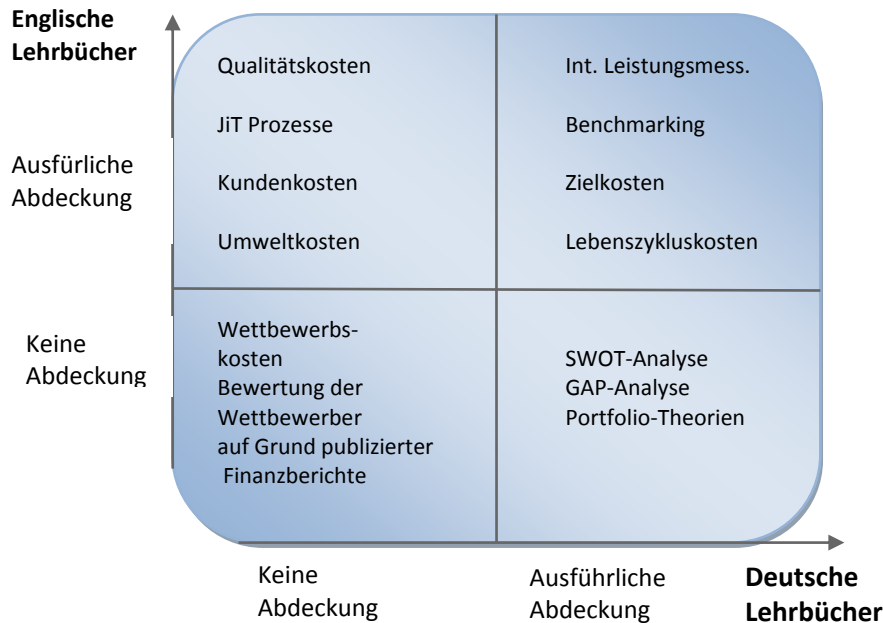 Englische
Lehrbücher
Qualitätskosten
Int. Leistungsmess.
JiT Prozesse
Benchmarking
Ausfürliche
Abdeckung
Kundenkosten
Zielkosten
Umweltkosten
Lebenszykluskosten
Keine
Abdeckung
Wettbewerbs-
kosten
Bewertung der
Wettbewerber
auf Grund publizierter
Finanzberichte
SWOT-Analyse
GAP-Analyse
Portfolio-Theorien
Keine
Abdeckung
Ausführliche
Abdeckung
Deutsche
Lehrbücher